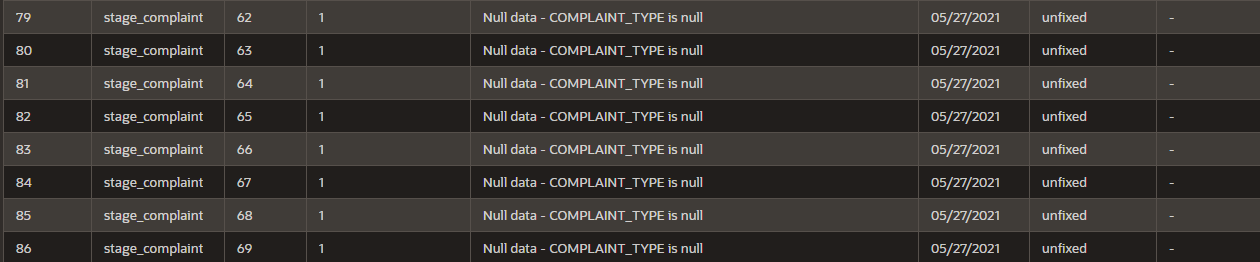 79 stage_complaint 62 1 Null data - COMPLAINT_TYPE is null 05/27/2021 unfixed -
80 stage_complaint 63 1 Null data - COMPLAINT_TYPE is null 05/27/2021 unfixed -
81 stage_complaint 64 1 Null data - COMPLAINT_TYPE is null 05/27/2021 unfixed -
82 stage_complaint 65 1 Null data - COMPLAINT_TYPE is null 05/27/2021 unfixed -
83 stage_complaint 66 1 Null data - COMPLAINT_TYPE is null 05/27/2021 unfixed -
84 stage_complaint 67 1 Null data - COMPLAINT_TYPE is null 05/27/2021 unfixed -
85 stage_complaint 68 1 Null data - COMPLAINT_TYPE is null 05/27/2021 unfixed -
86 stage_complaint 69 1 Null data - COMPLAINT_TYPE is null 05/27/2021 unfixed -